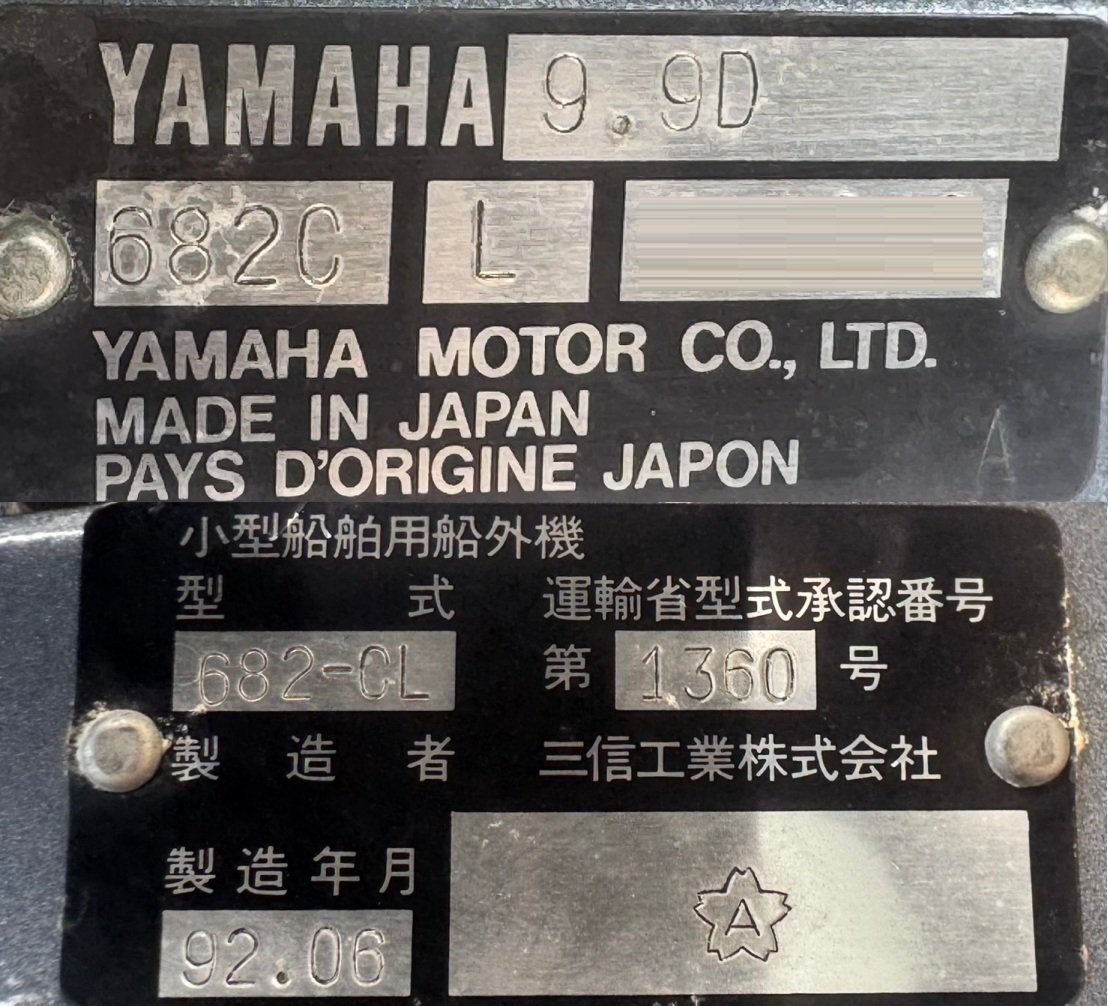 YAMAHA 9.9D
682C L
YAMAHA MOTOR CO., LTD.
MADE IN JAPAN
PAYS D'ORIGINE JAPON A
小型船舶用船外機
型式 運輸省型式承認番号
682-CL 第 1360 号
製造者 三信工業株式会社
製造年月
A
92.06